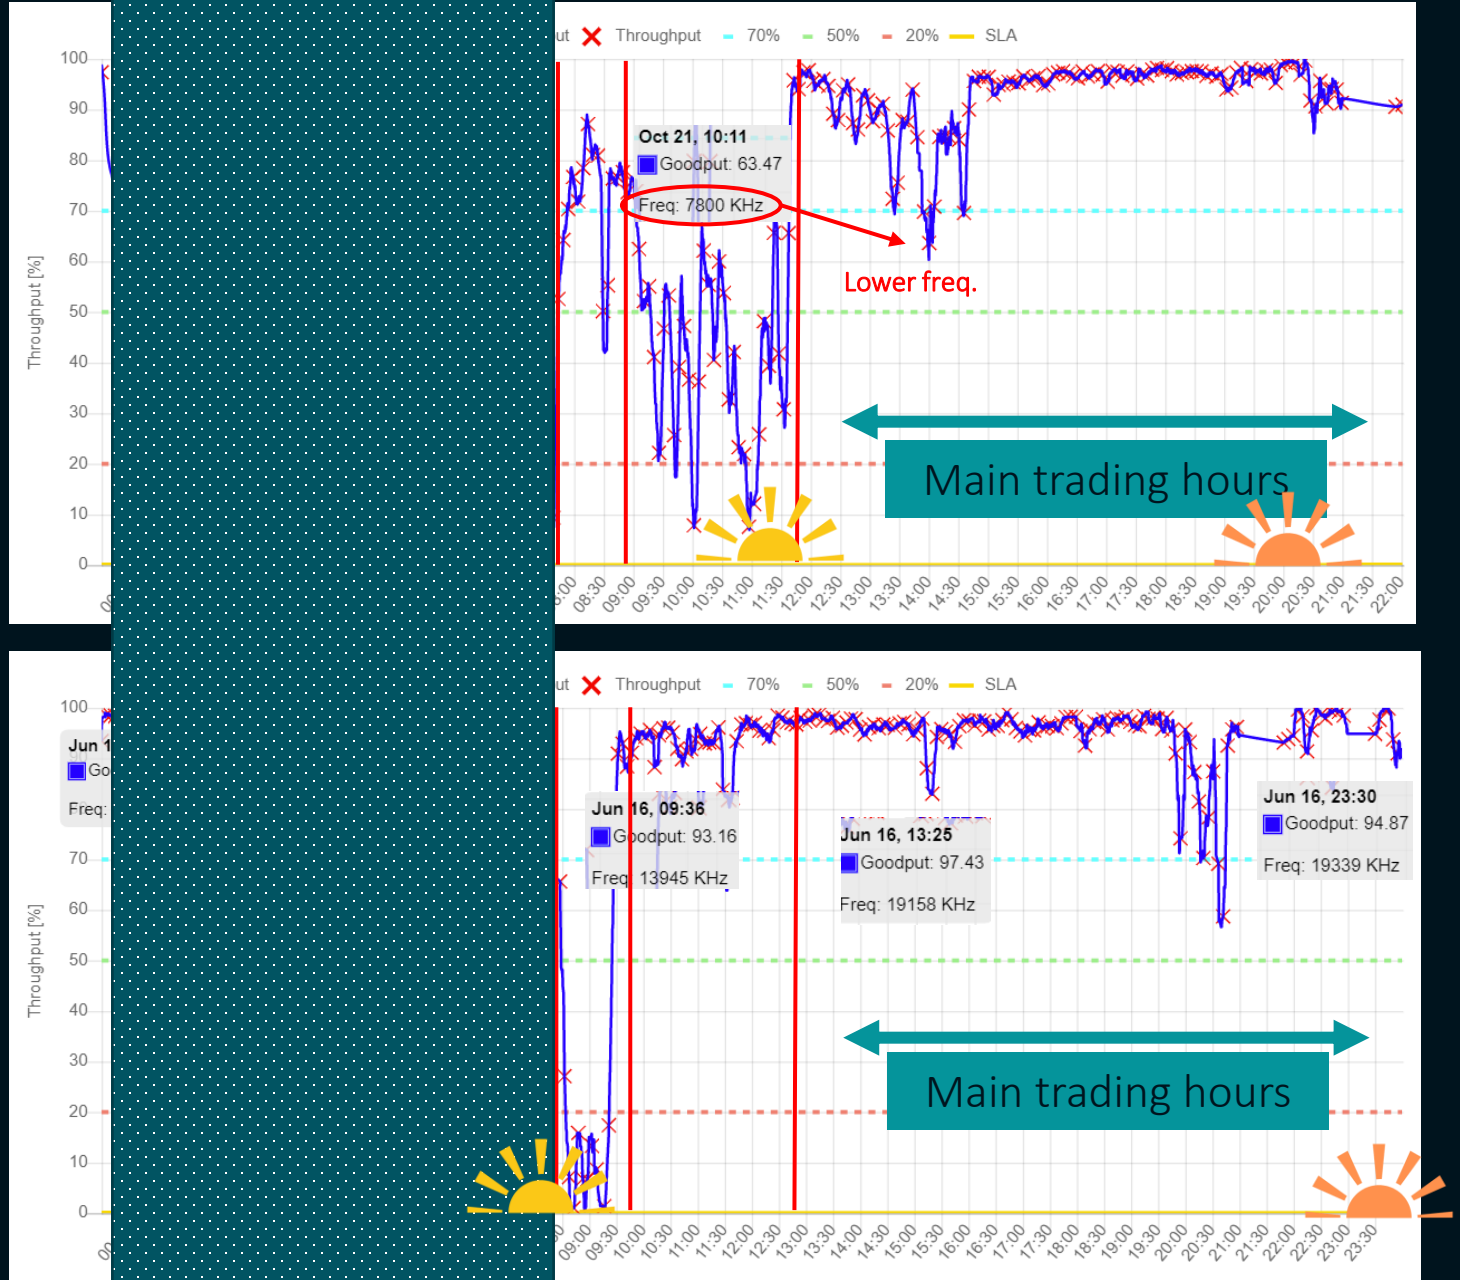 ut Throughput 70% 50% 20% SLA
100
90
80
70
60
50
40
30
20
10
0
Throughput [%]
Oct 21, 10:11
Goodput: 63.47
Freq: 7800 KHz
Lower freq.
Main trading hours
08:30 09:00 09:30 10:00 10:30 11:00 11:30 12:00 12:30 13:00 13:30 14:00 14:30 15:00 15:30 16:00 16:30 17:00 17:30 18:00 18:30 19:00 19:30 20:00 20:30 21:00 21:30 22:00
ut Throughput 70% 50% 20% SLA
100
70
60
50
40
30
20
10
0
Throughput [%]
Jun 1
Go
Freq:
Jun 16, 09:36
Goodput: 93.16
Freq: 13945 KHz
Jun 16, 13:25
Goodput: 97.43
Freq: 19158 KHz
Jun 16, 23:30
Goodput: 94.87
Freq: 19339 KHz
Main trading hours
09:00 09:30 10:00 10:30 11:00 11:30 12:00 12:30 13:00 13:30 14:00 14:30 15:00 15:30 16:00 16:30 17:00 17:30 18:00 18:30 19:00 19:30 20:00 20:30 21:00 21:30 22:00 22:30 23:00 23:30